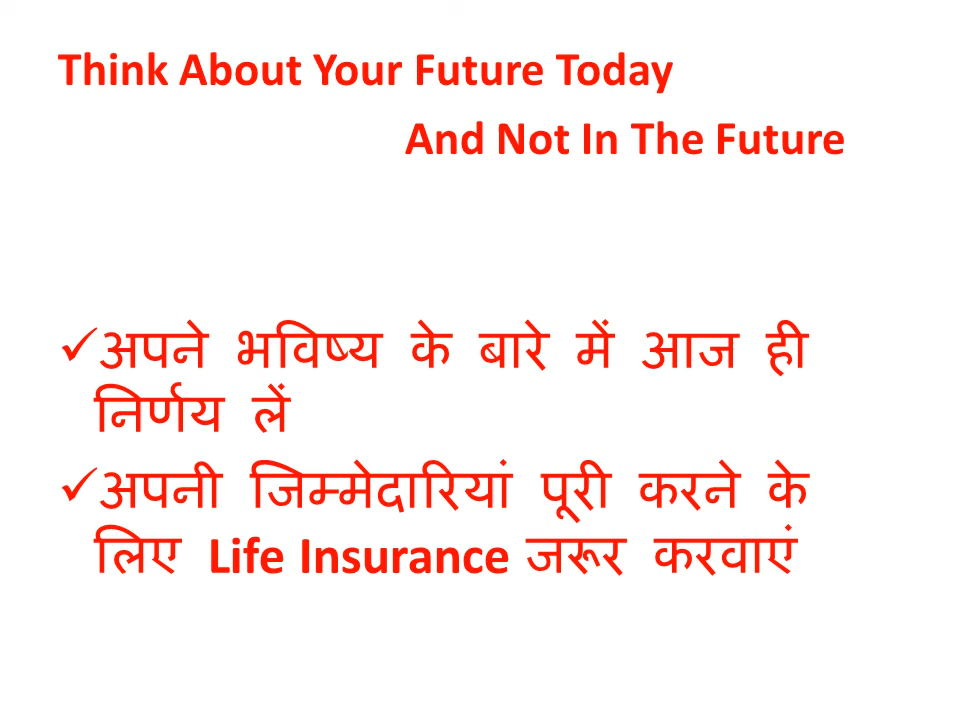 Think About Your Future Today
And Not In The Future
✓अपने भविष्य के बारे में आज ही
निर्णय लें
✓अपनी जिम्मेदारियां पूरी करने के
लिए Life Insurance जरूर करवाएं